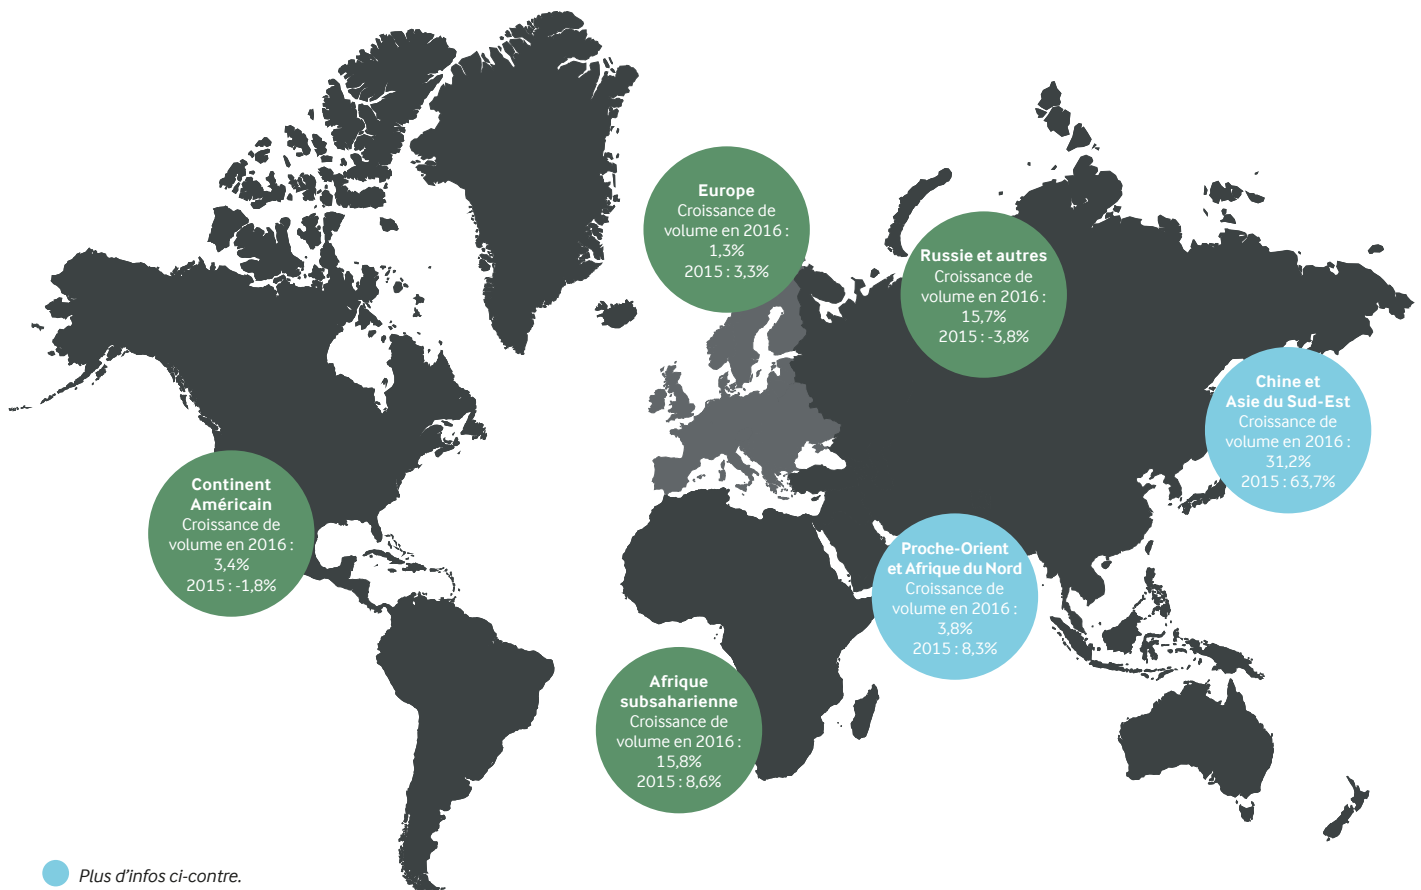 Europe
Croissance de
volume en 2016 :
1,3%
2015 : 3,3%
Russie et autres
Croissance de
volume en 2016 :
15,7%
2015 : -3,8%
Chine et
Asie du Sud-Est
Croissance de
volume en 2016 :
31,2%
2015 : 63,7%
Continent
Américain
Croissance de
volume en 2016 :
3,4%
2015 : -1,8%
Proche-Orient
et Afrique du Nord
Croissance de
volume en 2016 :
3,8%
2015 : 8,3%
Afrique
subsaharienne
Croissance de
volume en 2016 :
15,8%
2015 : 8,6%
Plus d'infos ci-contre.